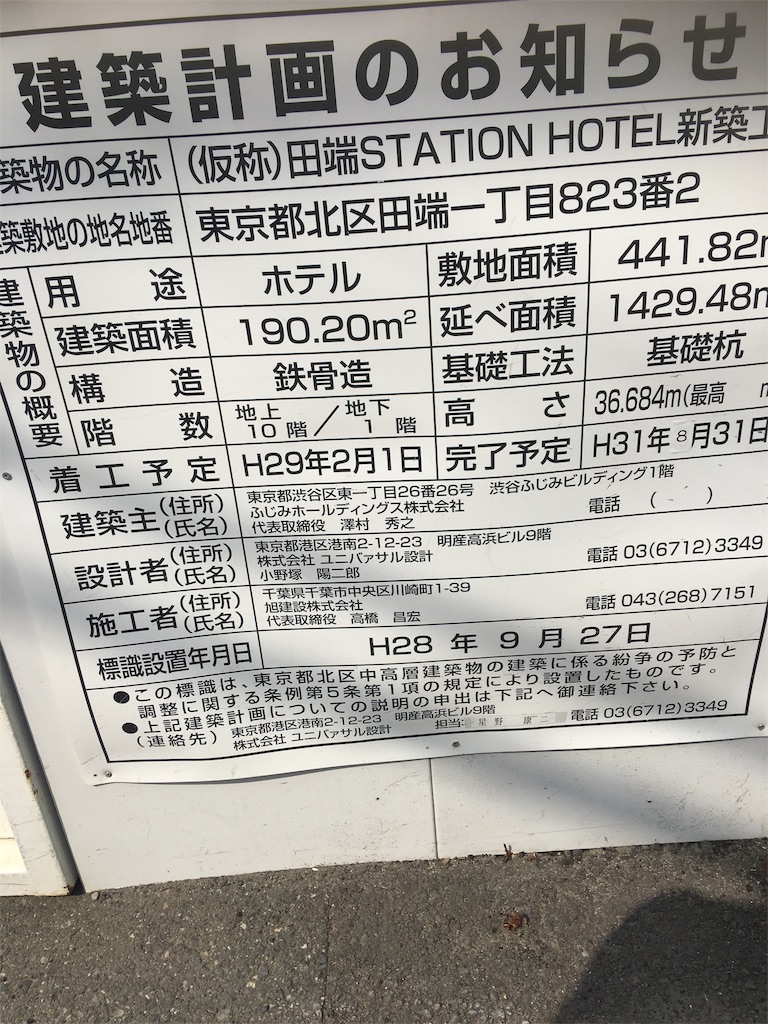 建築計画のお知らせ
築物の名称 (仮称)田端STATION HOTEL新築工
築敷地の地名地番 東京都北区田端一丁目823番2
建築物の概要
用途 ホテル 敷地面積 441.82m
建築面積 190.20m² 延べ面積 1429.48m
構造 鉄骨造 基礎工法 基礎杭
階数 地上10階/地下1階 高さ 36.684m(最高 m
着工予定 H29年2月1日 完了予定 H31年8月31日
建築主(住所)(氏名) 東京都渋谷区東一丁目26番26号 渋谷ふじみビルディング1階
ふじみホールディングス株式会社 電話 ( )
代表取締役 澤村 秀之
設計者(住所)(氏名) 東京都港区港南2-12-23 明産高浜ビル9階
株式会社 ユニバァサル設計 電話 03(6712)3349
小野塚 陽二郎
施工者(住所)(氏名) 千葉県千葉市中央区川崎町1-39
旭建設株式会社 電話 043(268)7151
代表取締役 高橋 昌宏
標識設置年月日 H28年9月27日
●この標識は、東京都北区中高層建築物の建築に係る紛争の予防と
調整に関する条例第5条第1項の規定により設置したものです。
●上記建築計画についての説明の申出は下記へ御連絡下さい。
(連絡先) 東京都港区港南2-12-23 明産高浜ビル9階
株式会社 ユニバァサル設計 担当: 星野 康二 電話 03(6712)3349